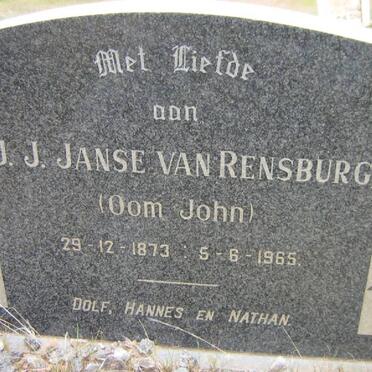 Met Liefde
aan
J. J. JANSE VAN RENSBURG
(Oom John)
29-12-1873 : 5-6-1965.
DOLF, HANNES EN NATHAN.